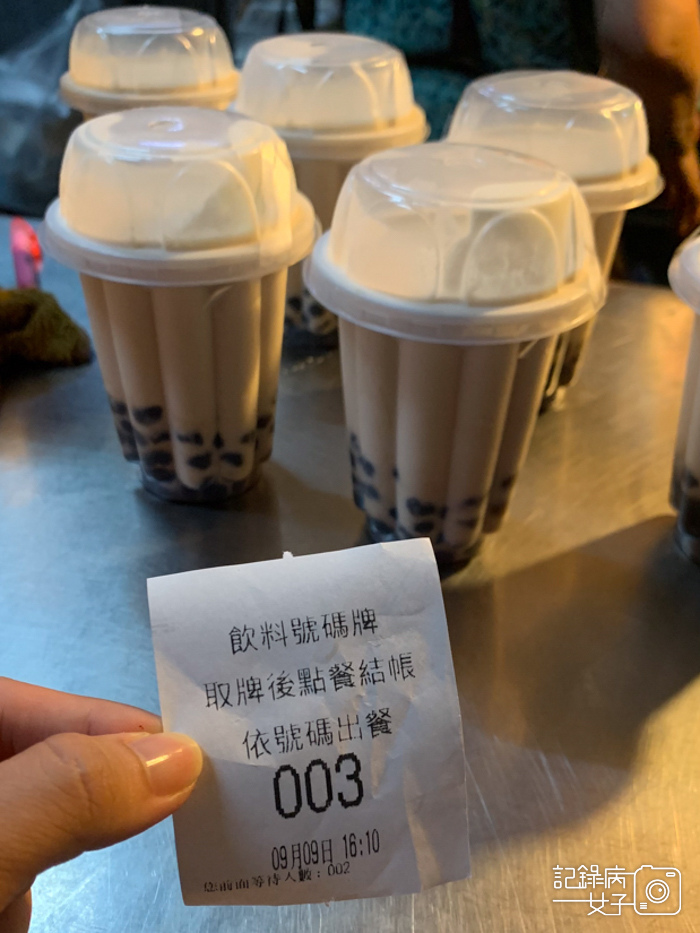 飲料號碼牌
取牌後點餐結帳
依號碼出餐
003
09月09日 16:10
您前面等待人數：002
記錄病
女子